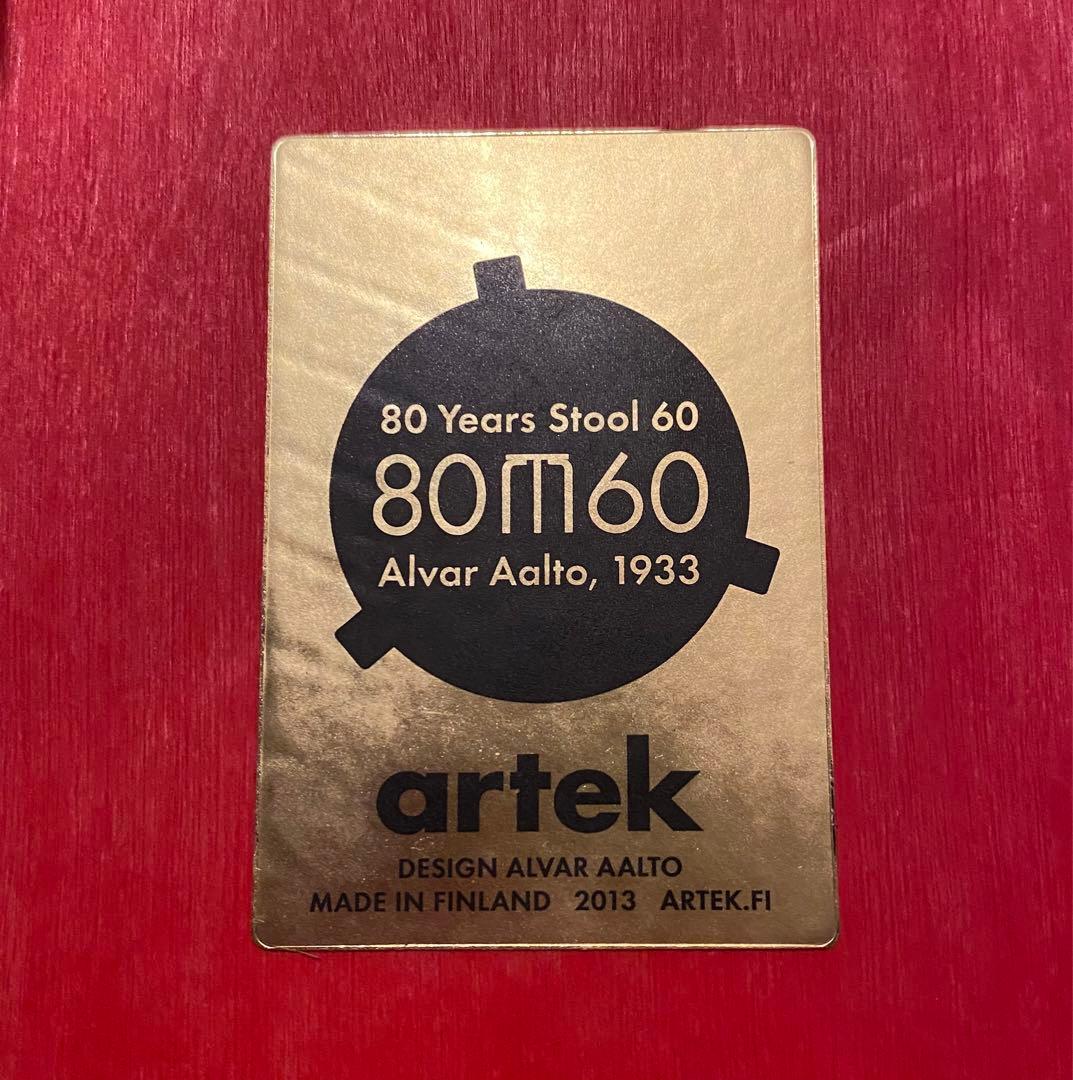 80 Years Stool 60
80m60
Alvar Aalto, 1933
artek
DESIGN ALVAR AALTO
MADE IN FINLAND 2013 ARTEK.FI